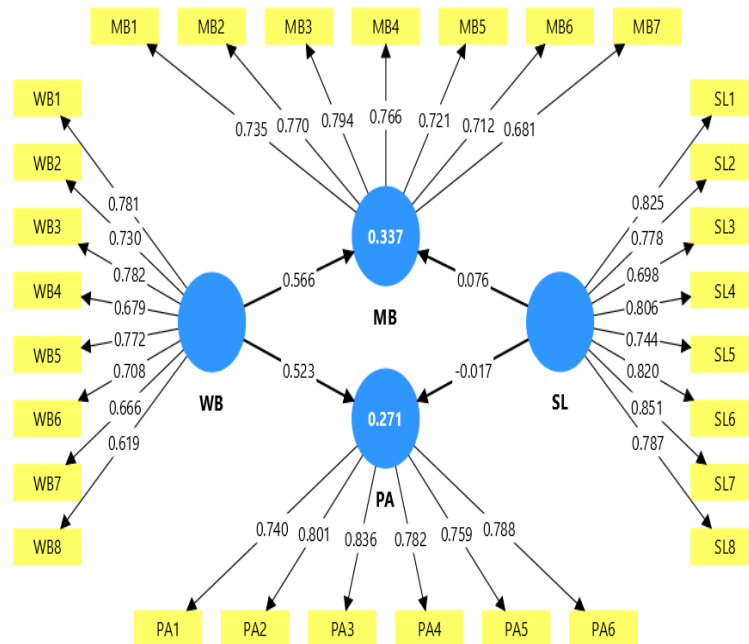 MB1 MB2 MB3 MB4 MB5 MB6 MB7
0.735 0.770 0.794 0.766 0.721 0.712 0.681
WB1
WB2
WB3
WB4
WB5
WB6
WB7
WB8
0.781
0.730
0.782
0.679
0.772
0.708
0.666
0.619
WB
0.566
0.523
0.337
MB
0.271
PA
0.076
-0.017
SL
0.825
0.778
0.698
0.806
0.744
0.820
0.851
0.787
SL1
SL2
SL3
SL4
SL5
SL6
SL7
SL8
0.740 0.801 0.836 0.782 0.759 0.788
PA1 PA2 PA3 PA4 PA5 PA6